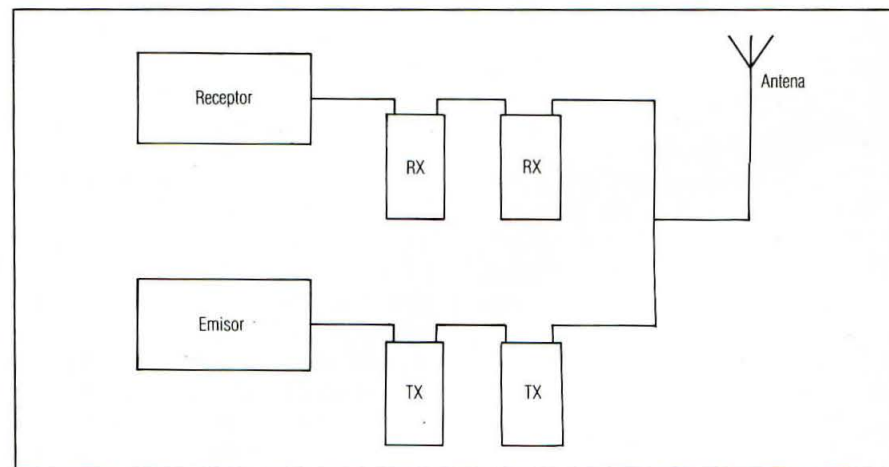 Receptor
Antena
RX
RX
Emisor
TX
TX